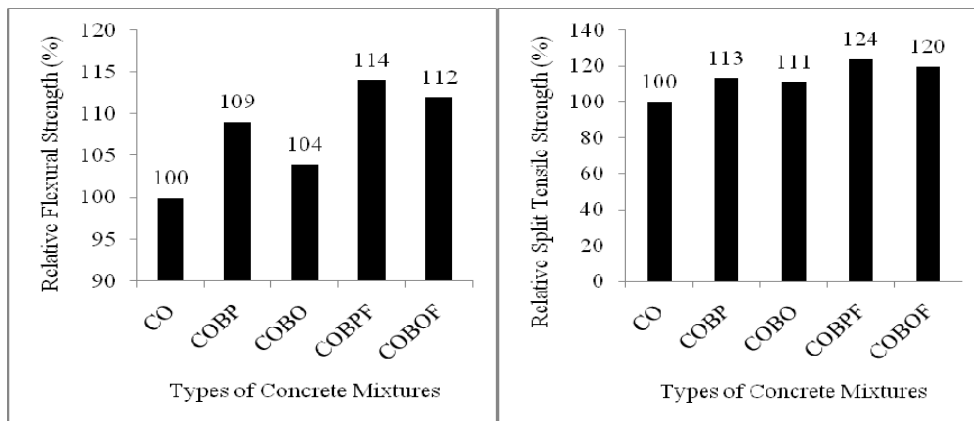 Relative Flexural Strength (%)
120
115
110
105
100
95
90
100
109
104
114
112
CO
COBP
COBO
COBPF
COBOF
Types of Concrete Mixtures
Relative Split Tensile Strength (%)
140
120
100
80
60
40
20
0
100
113
111
124
120
CO
COBP
COBO
COBPF
COBOF
Types of Concrete Mixtures